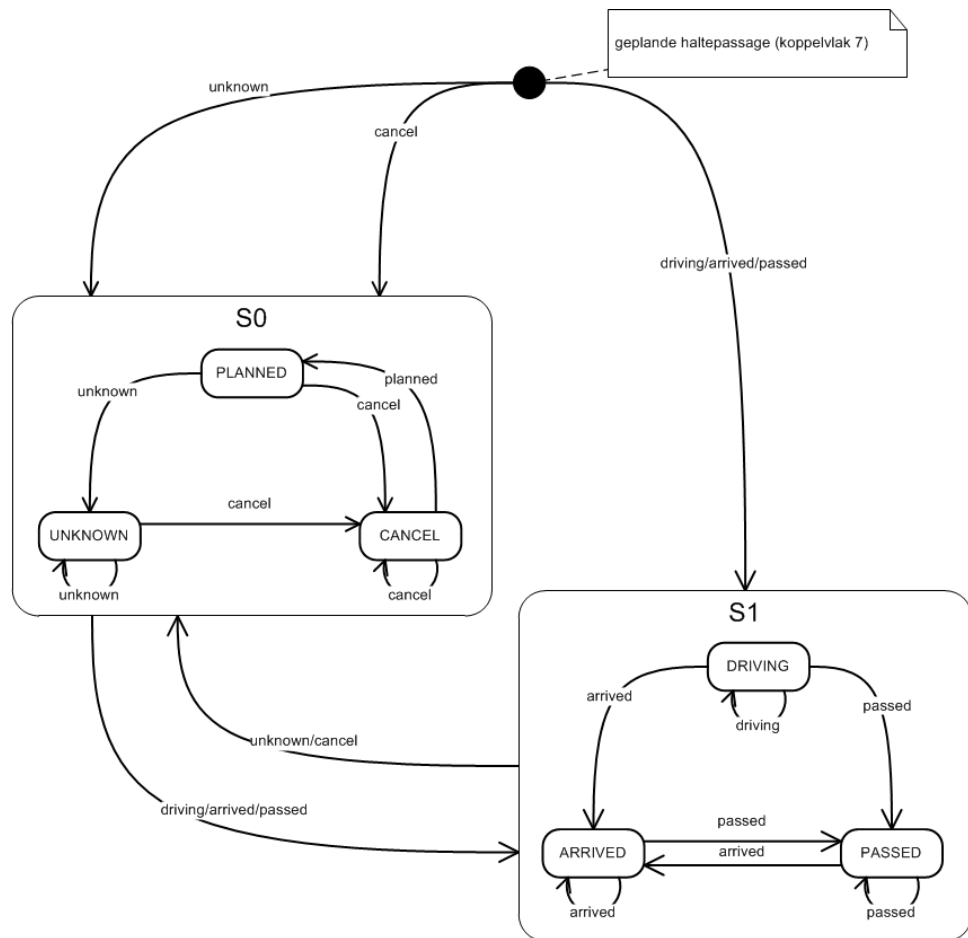 geplande haltepassage (koppelvlak 7)
unknown
cancel
driving/arrived/passed
S0
PLANNED
planned
unknown
cancel
cancel
UNKNOWN
CANCEL
unknown
cancel
S1
DRIVING
arrived
passed
driving
unknown/cancel
driving/arrived/passed
passed
arrived
ARRIVED
PASSED
arrived
passed